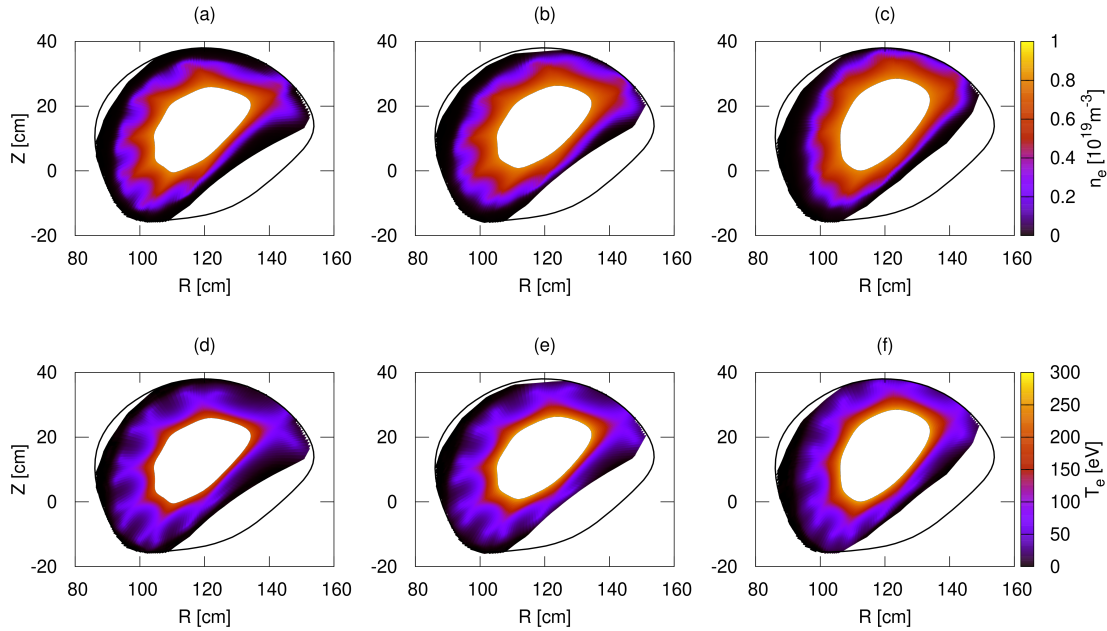 (a) (b) (c)
40 40 40 1
20 20 20 0.8
0.6
0 0 0 0.4
0.2
-20 -20 -20 0
80 100 120 140 160 80 100 120 140 160 80 100 120 140 160
Z [cm]
R [cm] R [cm] R [cm]
n_e [10^19 m^-3]
(d) (e) (f)
40 40 40 300
250
20 20 20 200
150
0 0 0 100
50
-20 -20 -20 0
80 100 120 140 160 80 100 120 140 160 80 100 120 140 160
Z [cm]
R [cm] R [cm] R [cm]
T_e [eV]